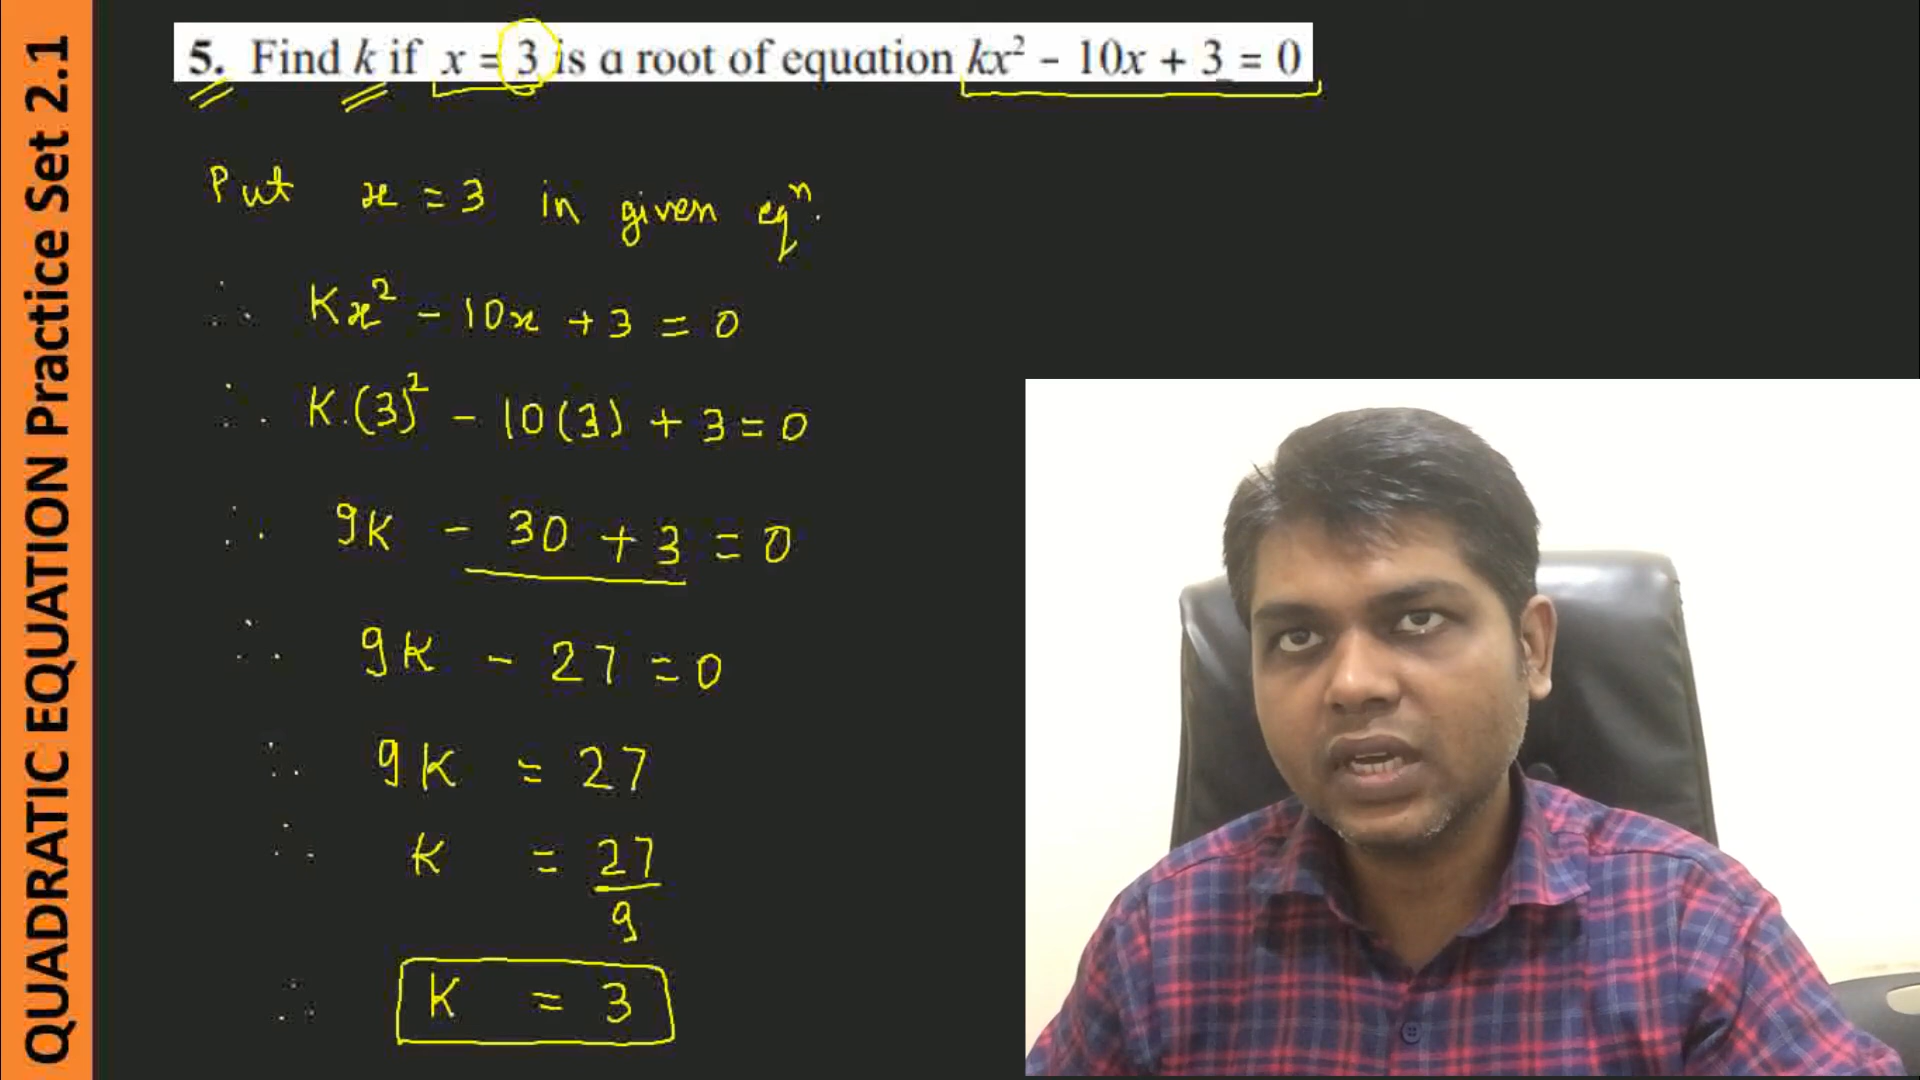 QUADRATIC EQUATION Practice Set 2.1
5. Find k if x = 3 is a root of equation kx² - 10x + 3 = 0
Put x = 3 in given eqⁿ.
∴ Kx² - 10x + 3 = 0
∴ K.(3)² - 10(3) + 3 = 0
∴ 9K - 30 + 3 = 0
∴ 9K - 27 = 0
∴ 9K = 27
∴ K = 27/9
∴ K = 3